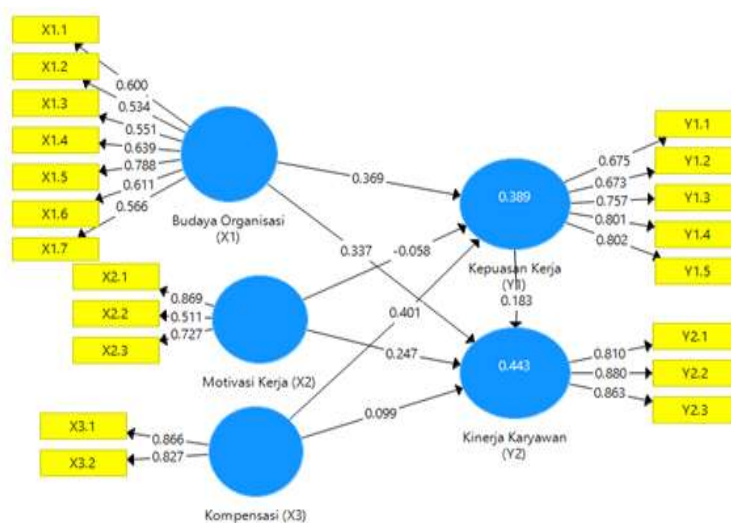 X1.1
X1.2
X1.3
X1.4
X1.5
X1.6
X1.7
0.600
0.534
0.551
0.639
0.788
0.611
0.566
Budaya Organisasi
(X1)
X2.1
X2.2
X2.3
0.869
0.511
0.727
Motivasi Kerja (X2)
X3.1
X3.2
0.866
0.827
Kompensasi (X3)
0.369
0.337
-0.058
0.401
0.247
0.099
0.389
Kepuasan Kerja
(Y1)
0.183
0.443
Kinerja Karyawan
(Y2)
0.675
0.673
0.757
0.801
0.802
Y1.1
Y1.2
Y1.3
Y1.4
Y1.5
0.810
0.880
0.863
Y2.1
Y2.2
Y2.3